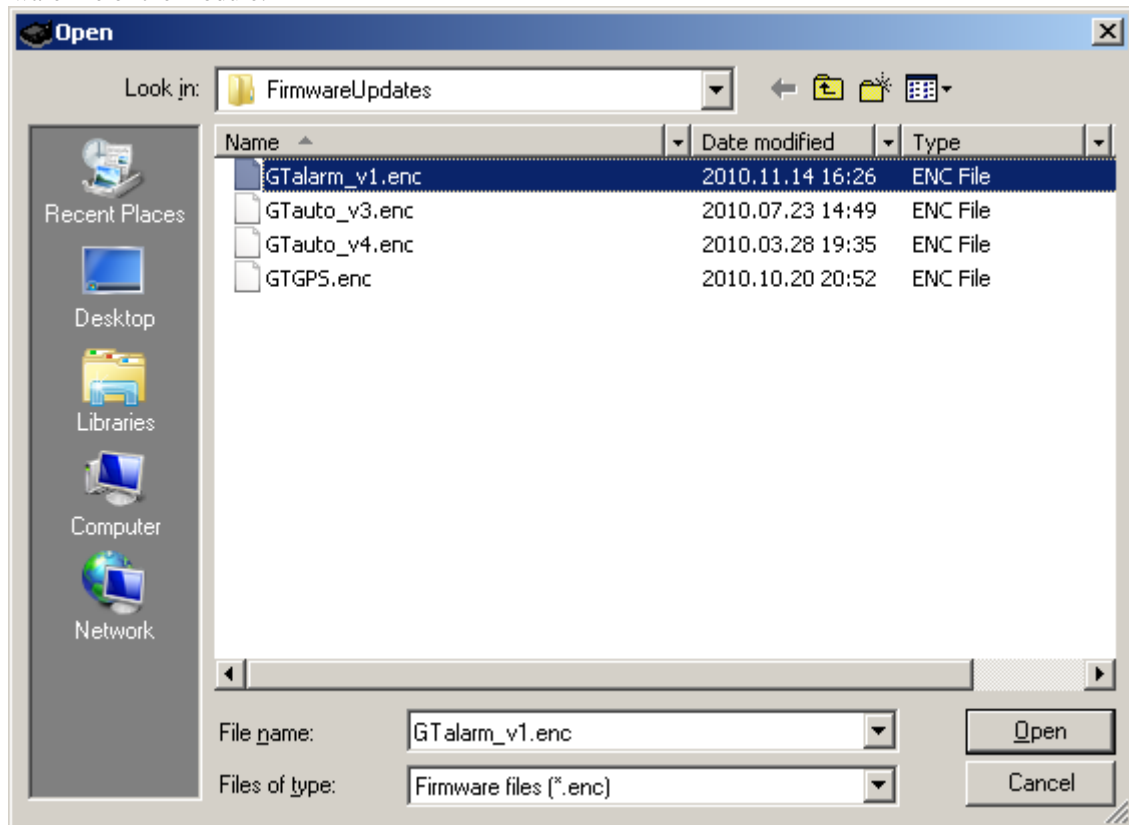 Open
Look in: FirmwareUpdates
Name Date modified Type
GTalarm_v1.enc 2010.11.14 16:26 ENC File
GTauto_v3.enc 2010.07.23 14:49 ENC File
GTauto_v4.enc 2010.03.28 19:35 ENC File
GTGPS.enc 2010.10.20 20:52 ENC File
Recent Places
Desktop
Libraries
Computer
Network
File name: GTalarm_v1.enc Open
Files of type: Firmware files (*.enc) Cancel